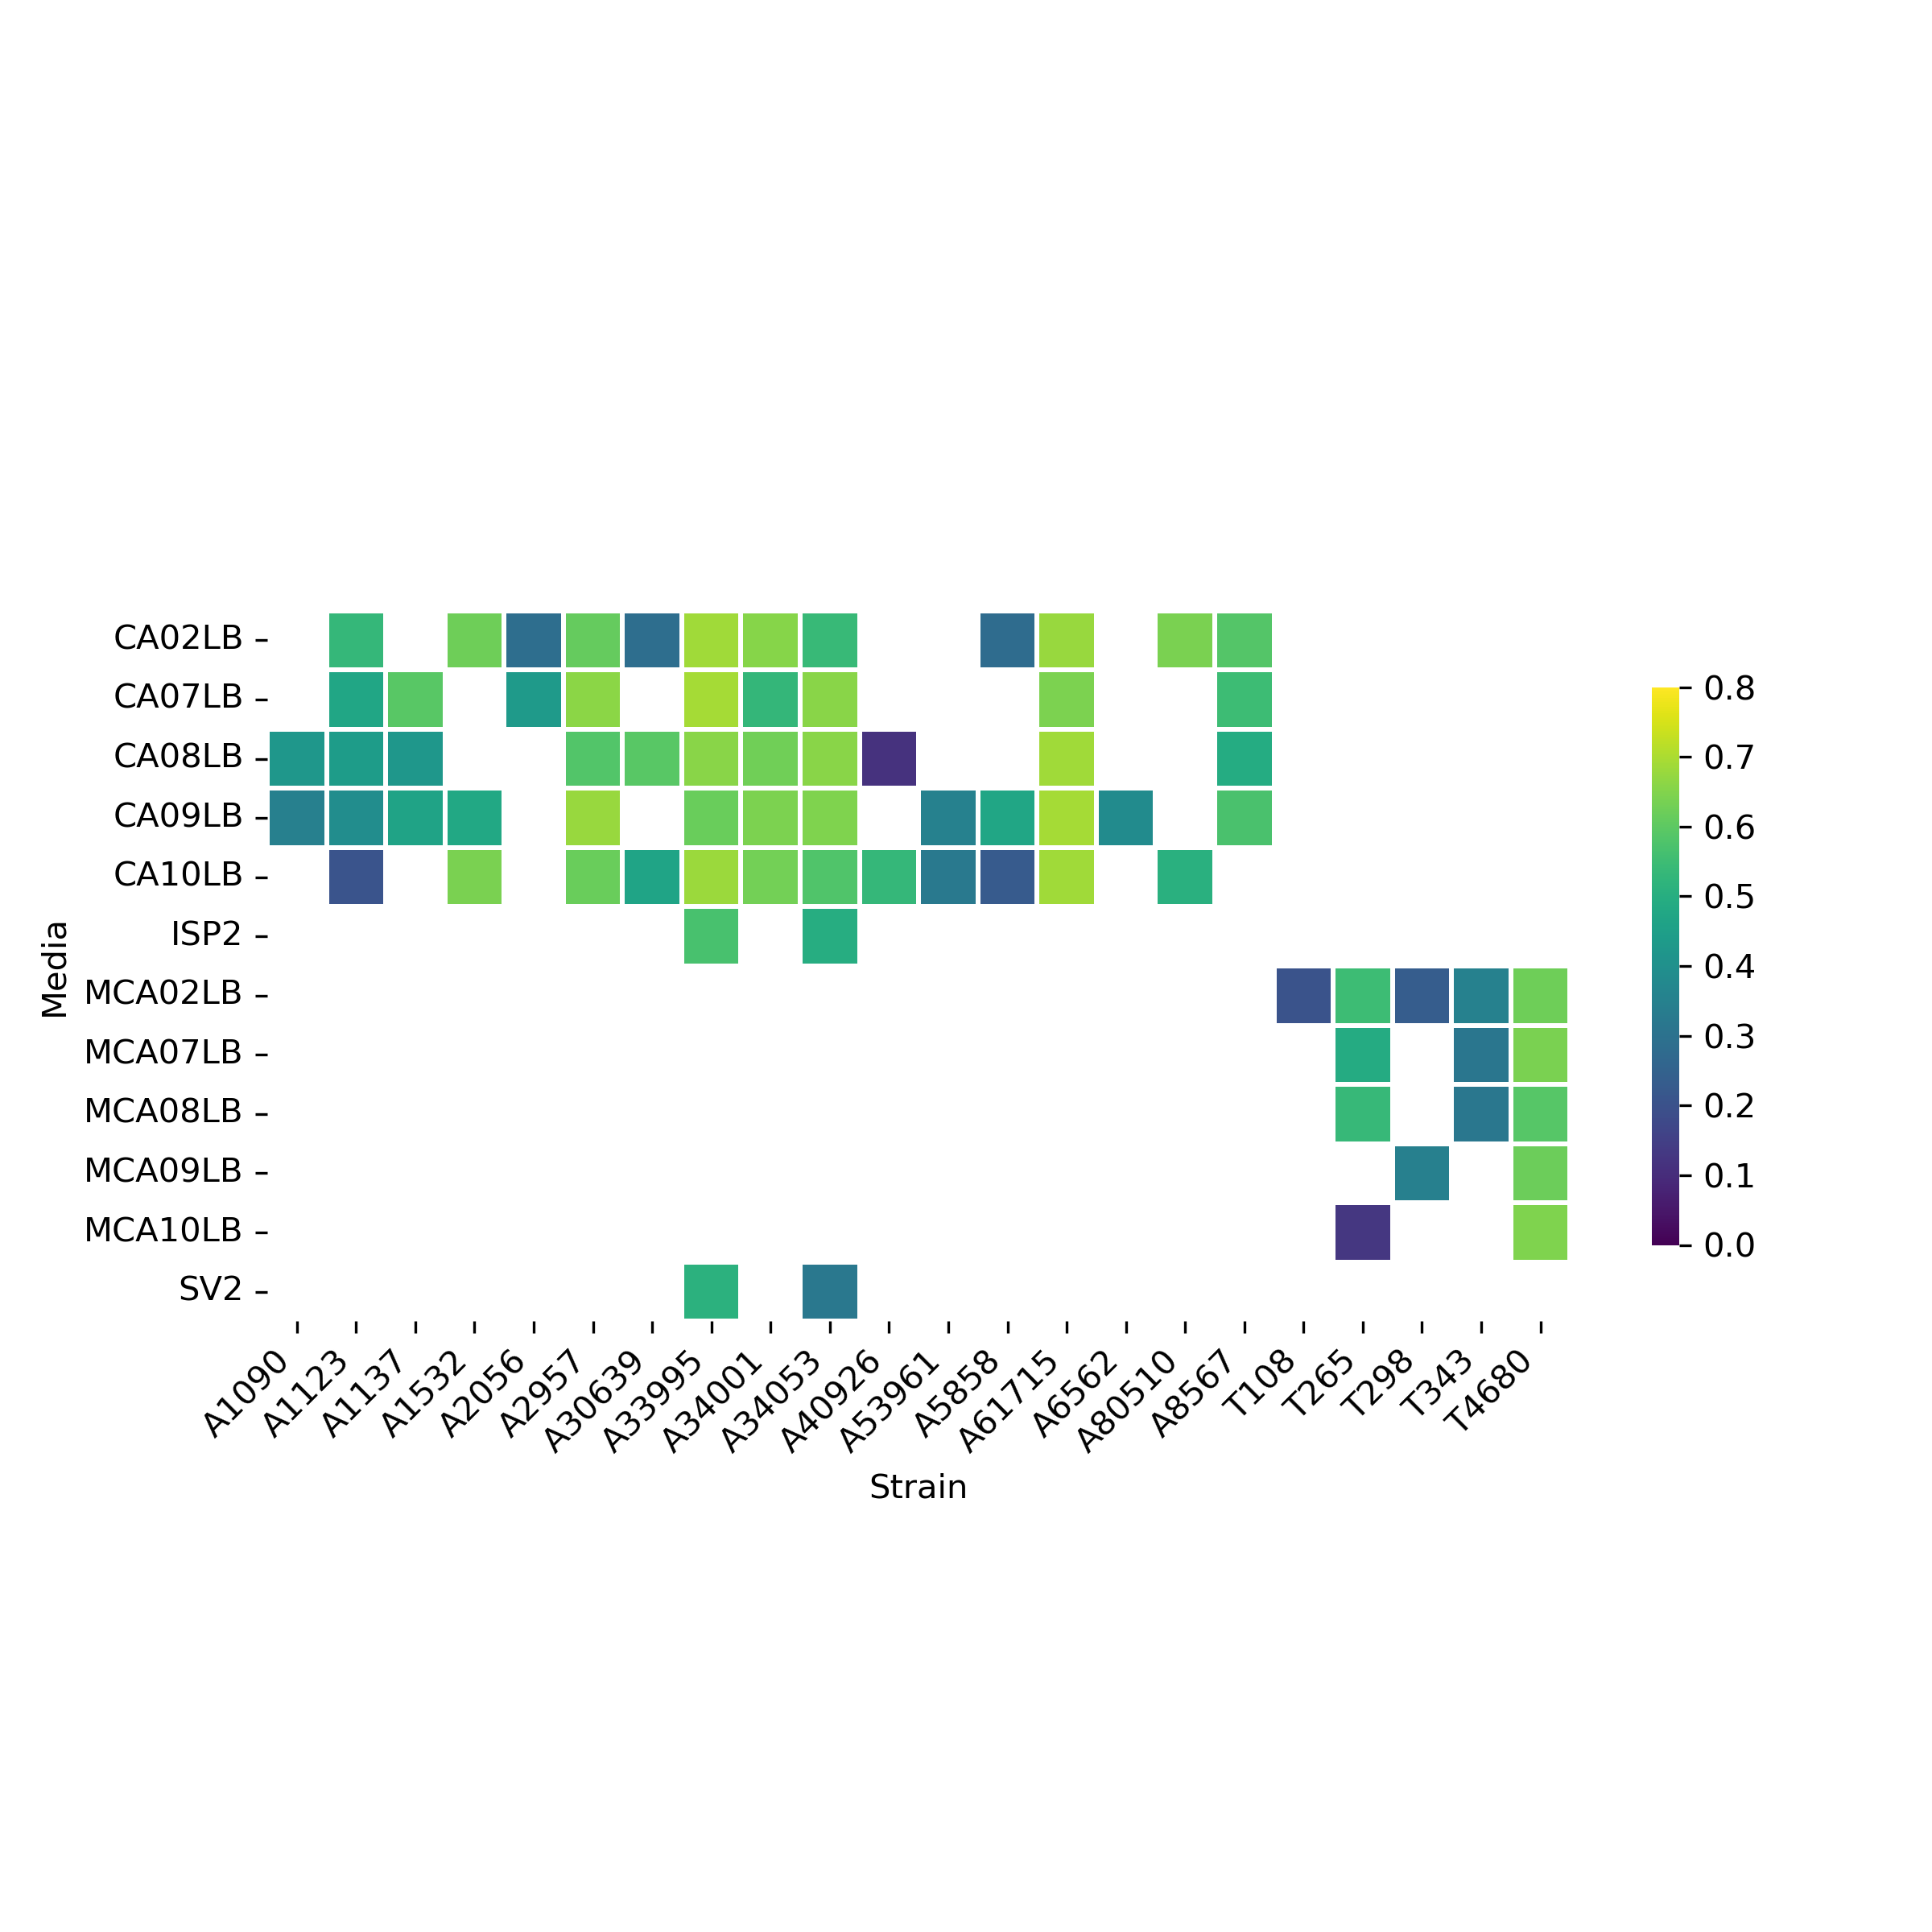 CA02LB
CA07LB
CA08LB
CA09LB
CA10LB
ISP2
MCA02LB
MCA07LB
MCA08LB
MCA09LB
MCA10LB
SV2
Media
A1090
A1123
A1137
A1532
A2056
A2957
A30639
A33995
A34001
A34053
A40926
A53961
A5858
A61715
A6562
A80510
A8567
T108
T265
T298
T343
T4680
Strain
0.8
0.7
0.6
0.5
0.4
0.3
0.2
0.1
0.0